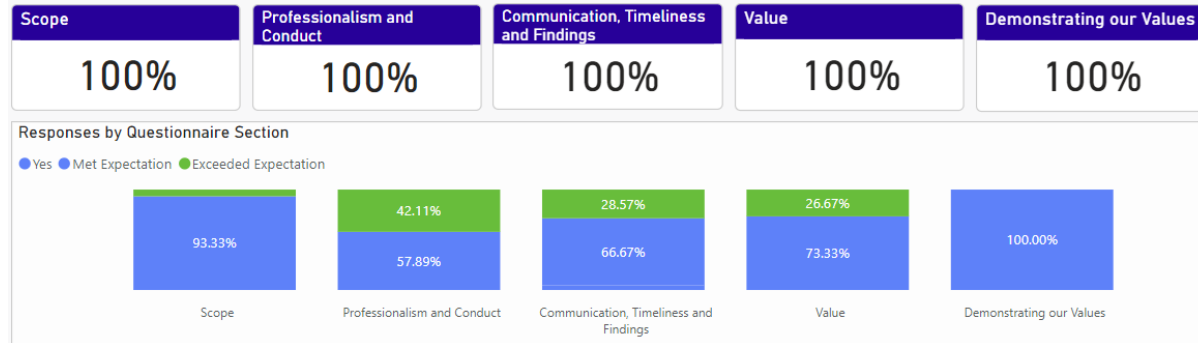 Scope
Professionalism and
Conduct
Communication, Timeliness
and Findings
Value
Demonstrating our Values
100%
100%
100%
100%
100%
Responses by Questionnaire Section
Yes Met Expectation Exceeded Expectation
93.33%
42.11%
57.89%
28.57%
66.67%
26.67%
73.33%
100.00%
Scope
Professionalism and Conduct
Communication, Timeliness and
Findings
Value
Demonstrating our Values